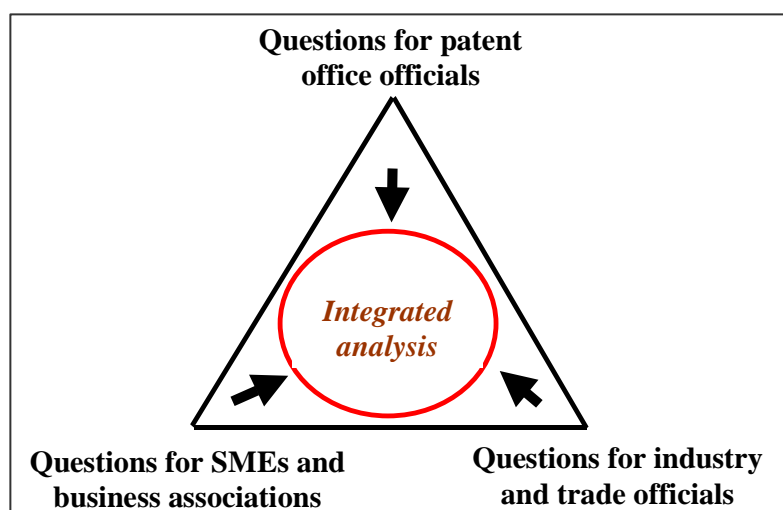 Questions for patent
office officials
Integrated
analysis
Questions for SMEs and
business associations
Questions for industry
and trade officials